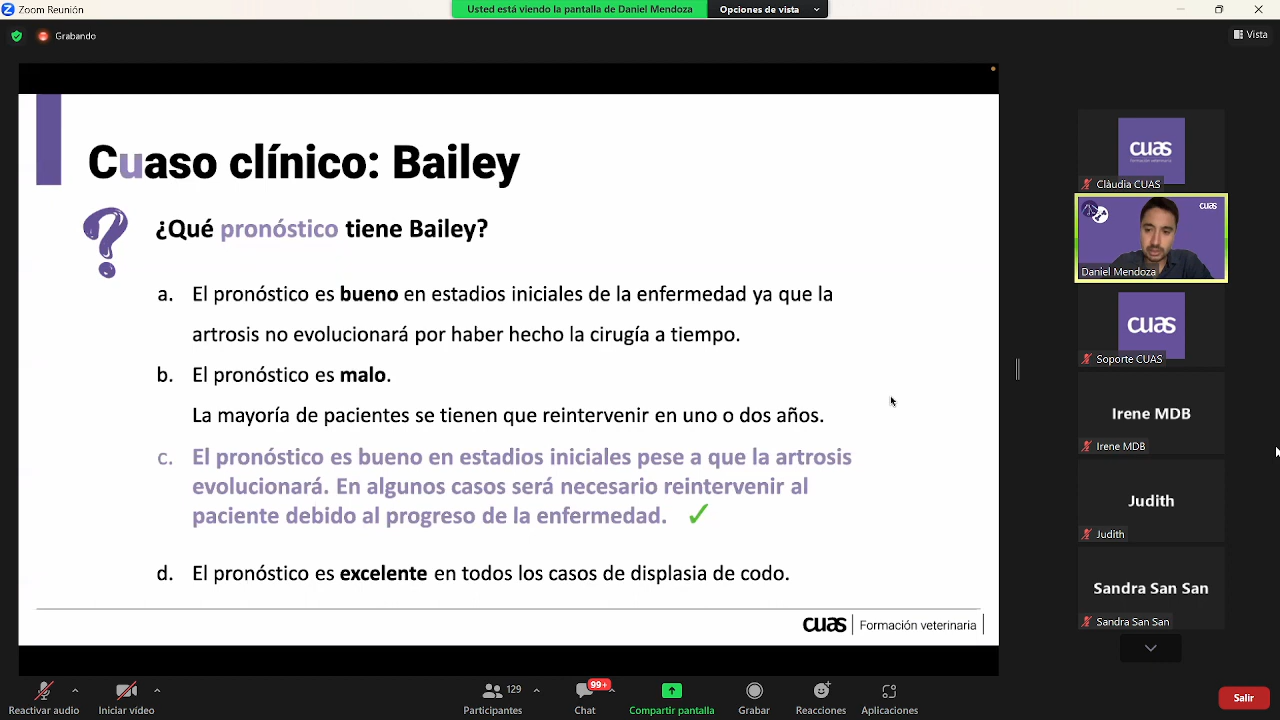 Zoom Reunión
Usted está viendo la pantalla de Daniel Mendoza
Opciones de vista
Grabando
Vista
Cuaso clínico: Bailey
¿Qué pronóstico tiene Bailey?
a. El pronóstico es bueno en estadios iniciales de la enfermedad ya que la
artrosis no evolucionará por haber hecho la cirugía a tiempo.
b. El pronóstico es malo.
La mayoría de pacientes se tienen que reintervenir en uno o dos años.
c. El pronóstico es bueno en estadios iniciales pese a que la artrosis
evolucionará. En algunos casos será necesario reintervenir al
paciente debido al progreso de la enfermedad. ✓
d. El pronóstico es excelente en todos los casos de displasia de codo.
cuas | Formación veterinaria
cuas
Clàudia CUAS
cuas
Daniel Mendoza
cuas
Soporte CUAS
Irene MDB
Irene MDB
Judith
Judith
Sandra San San
Sandra San San
Reactivar audio
Iniciar vídeo
129
Participantes
99+
Chat
Compartir pantalla
Grabar
Reacciones
Aplicaciones
Salir